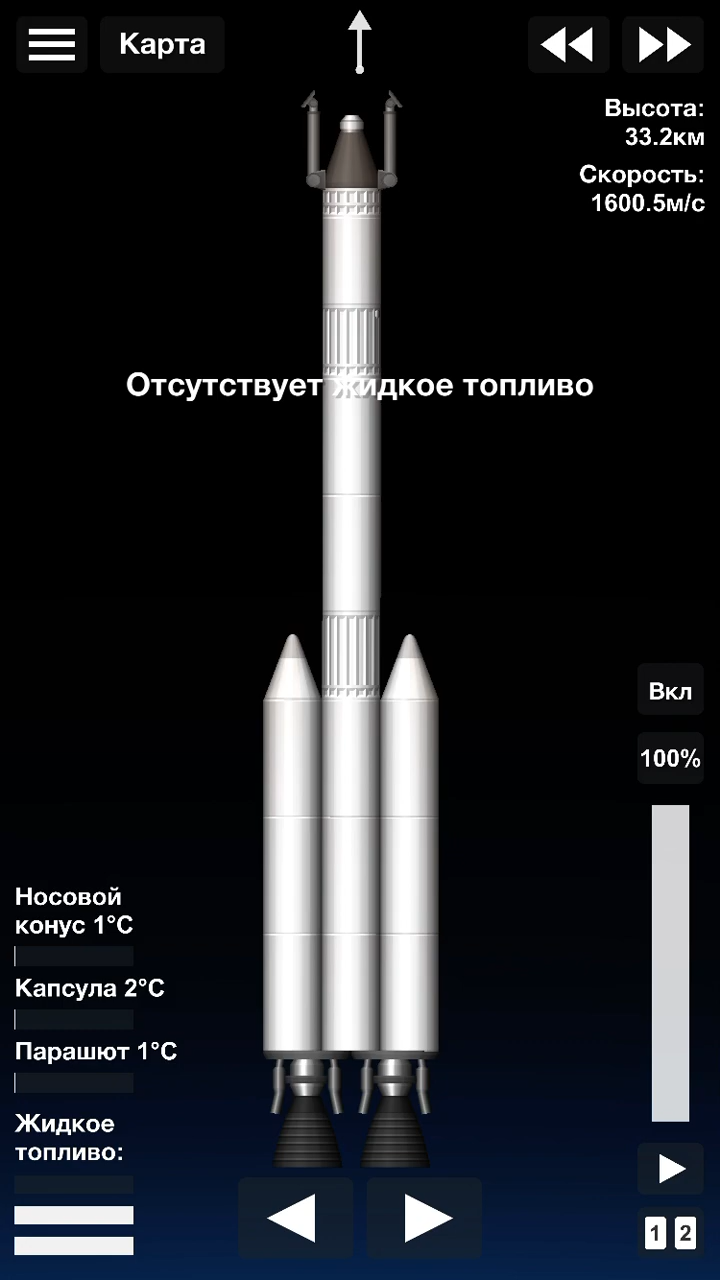 Карта
Высота:
33.2км
Скорость:
1600.5м/с
Отсутствует жидкое топливо
Вкл
100%
Носовой
конус 1°C
Капсула 2°C
Парашют 1°C
Жидкое
топливо:
1 2